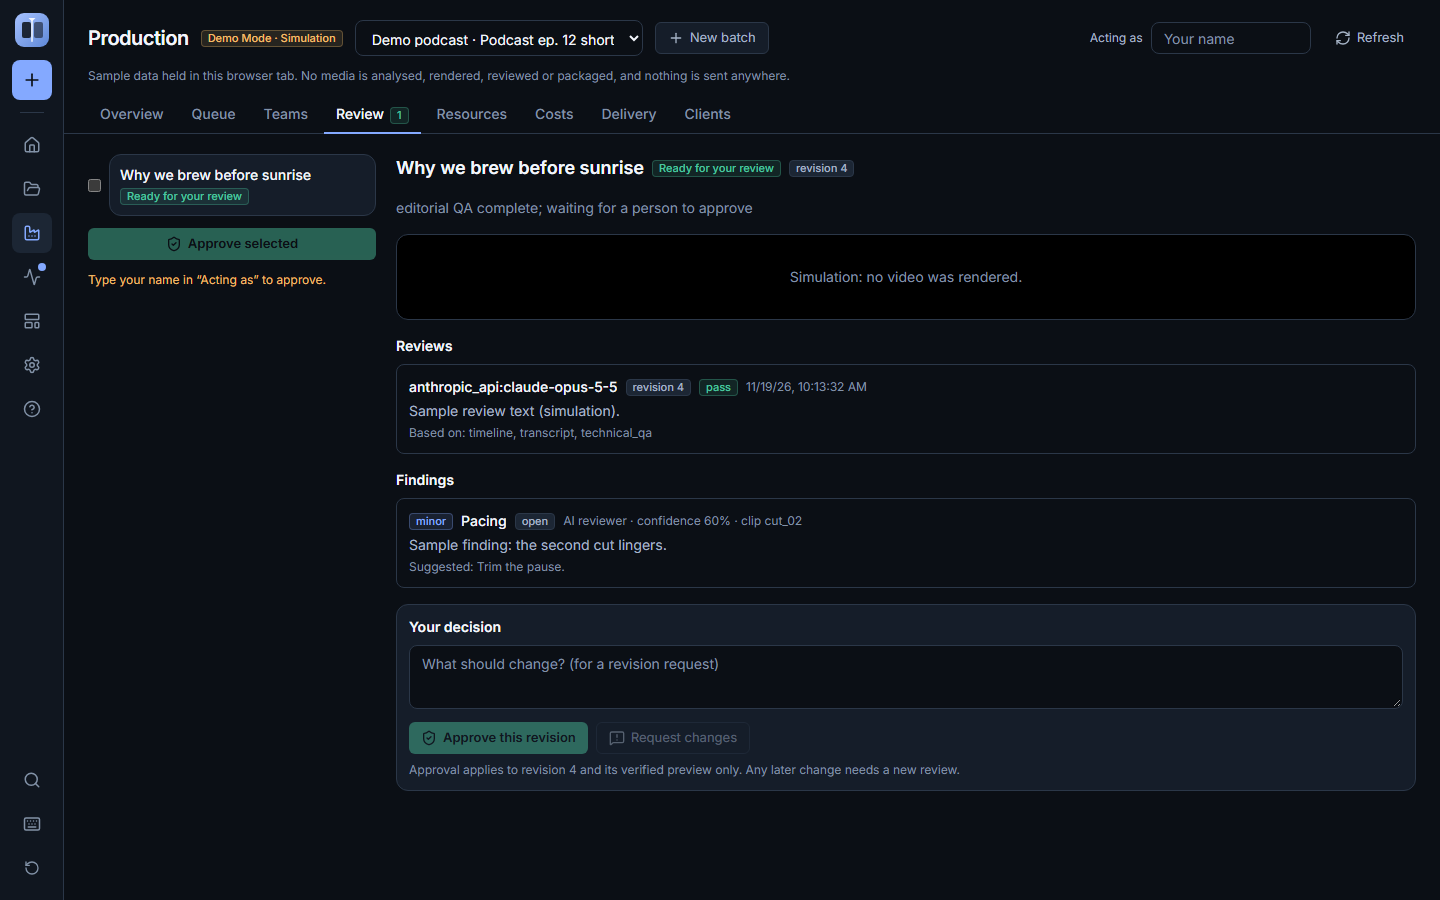 Production
Demo Mode · Simulation
Demo podcast · Podcast ep. 12 short
New batch
Acting as
Your name
Refresh
Sample data held in this browser tab. No media is analysed, rendered, reviewed or packaged, and nothing is sent anywhere.
Overview
Queue
Teams
Review 1
Resources
Costs
Delivery
Clients
Why we brew before sunrise
Ready for your review
Approve selected
Type your name in “Acting as” to approve.
Why we brew before sunrise
Ready for your review
revision 4
editorial QA complete; waiting for a person to approve
Simulation: no video was rendered.
Reviews
anthropic_api:claude-opus-5-5 revision 4 pass 11/19/26, 10:13:32 AM
Sample review text (simulation).
Based on: timeline, transcript, technical_qa
Findings
minor Pacing open AI reviewer · confidence 60% · clip cut_02
Sample finding: the second cut lingers.
Suggested: Trim the pause.
Your decision
What should change? (for a revision request)
Approve this revision
Request changes
Approval applies to revision 4 and its verified preview only. Any later change needs a new review.